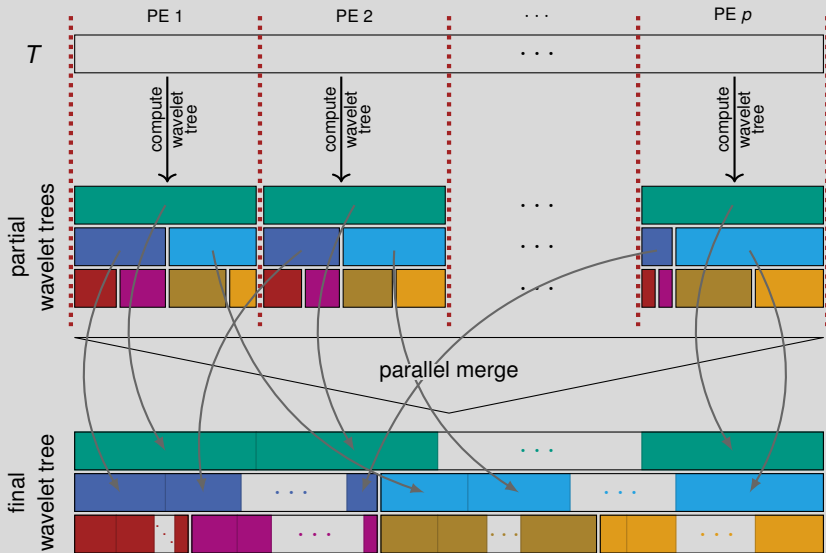 PE 1 PE 2 · · · PE p
T · · ·
compute wavelet tree compute wavelet tree compute wavelet tree
partial wavelet trees
· · ·
· · ·
· · ·
parallel merge
final wavelet tree
· · ·
· · · · · ·
· · · · · · · · · · · ·